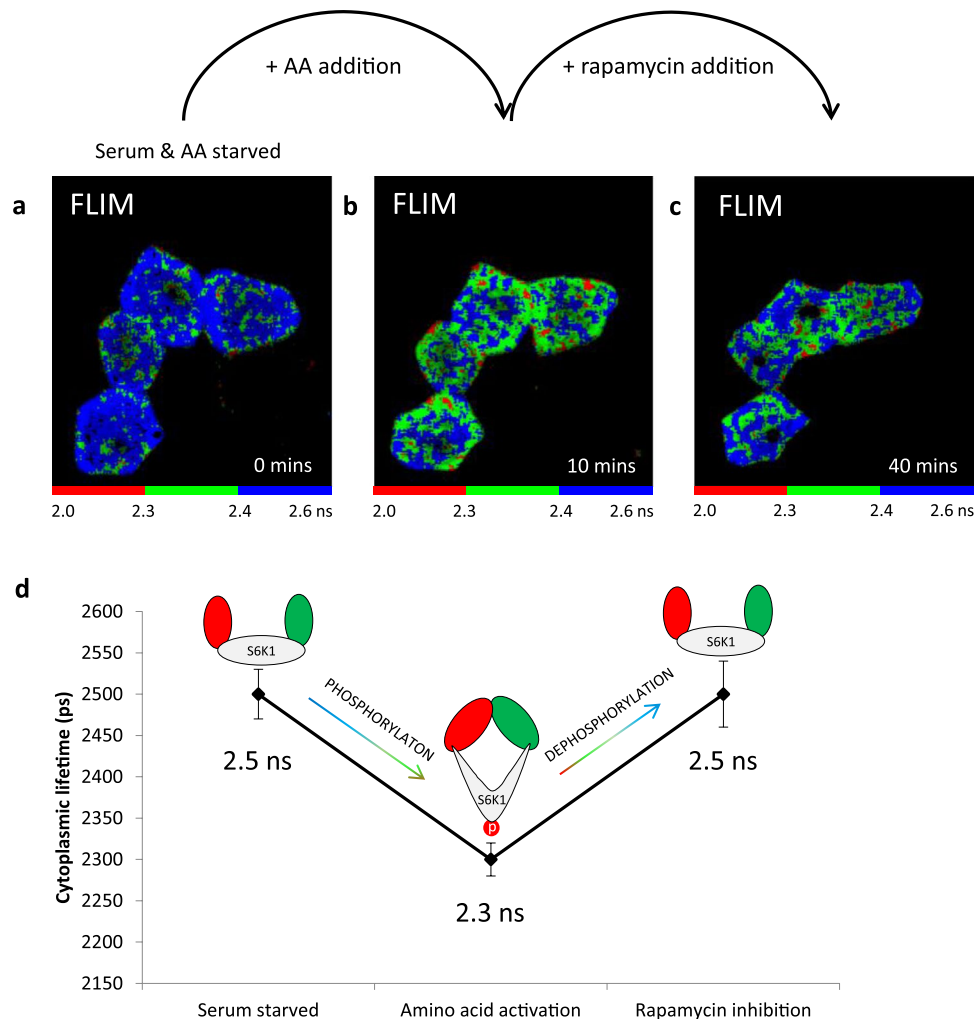 + AA addition
+ rapamycin addition
Serum & AA starved
a
FLIM
0 mins
2.0 2.3 2.4 2.6 ns
b
FLIM
10 mins
2.0 2.3 2.4 2.6 ns
c
FLIM
40 mins
2.0 2.3 2.4 2.6 ns
d
Cytoplasmic lifetime (ps)
2600
2550
2500
2450
2400
2350
2300
2250
2200
2150
S6K1
2.5 ns
PHOSPHORYLATON
S6K1
p
2.3 ns
DEPHOSPHORYLATION
S6K1
2.5 ns
Serum starved
Amino acid activation
Rapamycin inhibition